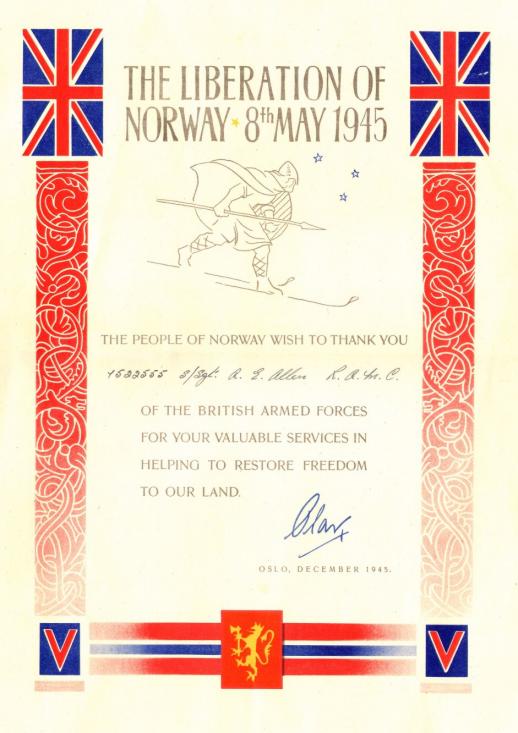 THE LIBERATION OF
NORWAY ★ 8th MAY 1945
THE PEOPLE OF NORWAY WISH TO THANK YOU
1522555 S/Sgt. A. E. Allen R.A.M.C.
OF THE BRITISH ARMED FORCES
FOR YOUR VALUABLE SERVICES IN
HELPING TO RESTORE FREEDOM
TO OUR LAND.
Olav
OSLO, DECEMBER 1945.
V V